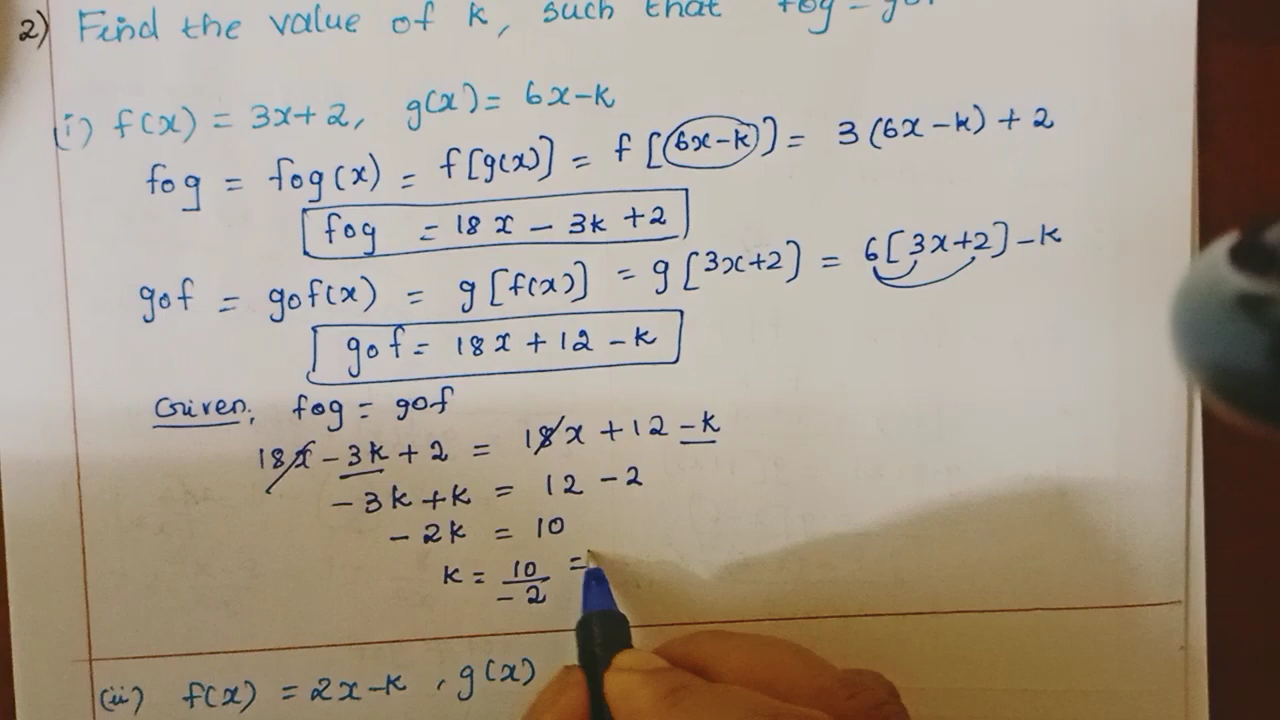 2) Find the value of k, such that fog = gof
(i) f(x) = 3x+2, g(x) = 6x-k
fog = fog(x) = f[g(x)] = f[(6x-k)] = 3(6x-k)+2
fog = 18x - 3k +2
gof = gof(x) = g[f(x)] = g[3x+2] = 6[3x+2]-k
gof = 18x+12-k
Given, fog = gof
18x - 3k + 2 = 18x + 12 - k
-3k+k = 12-2
-2k = 10
k = 10/-2 =
(ii) f(x) = 2x-k, g(x)